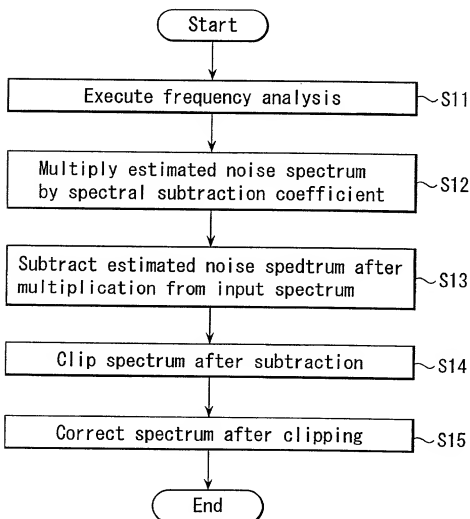 Start
Execute frequency analysis
S11
Multiply estimated noise spectrum
by spectral subtraction coefficient
S12
Subtract estimated noise spedtrum after
multiplication from input spectrum
S13
Clip spectrum after subtraction
S14
Correct spectrum after clipping
S15
End